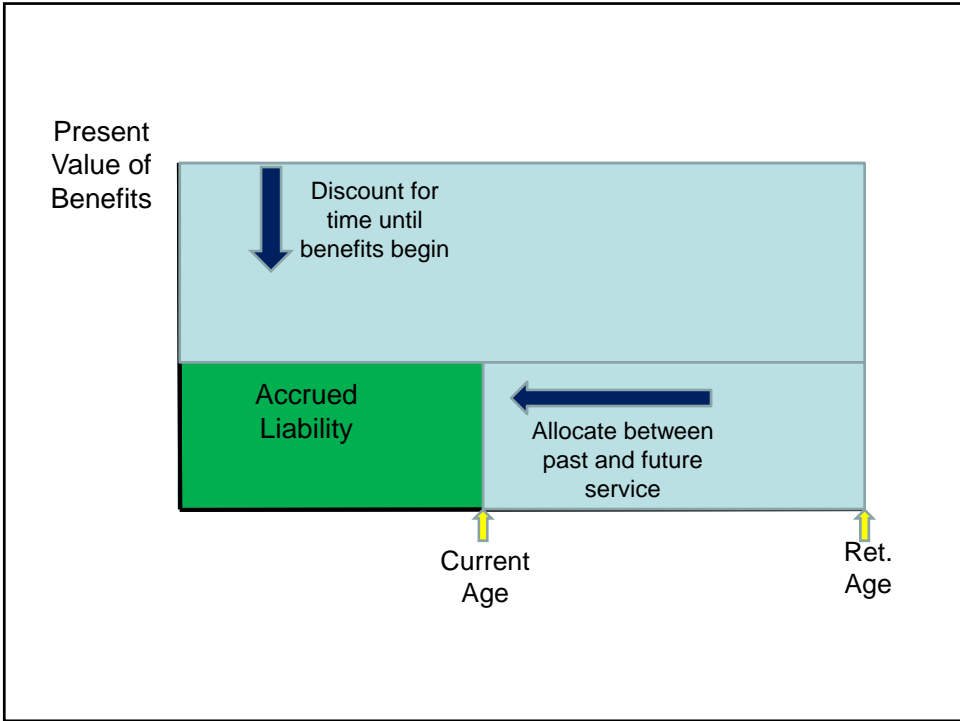 Present
Value of
Benefits
Discount for
time until
benefits begin
Accrued
Liability
Allocate between
past and future
service
Current
Age
Ret.
Age